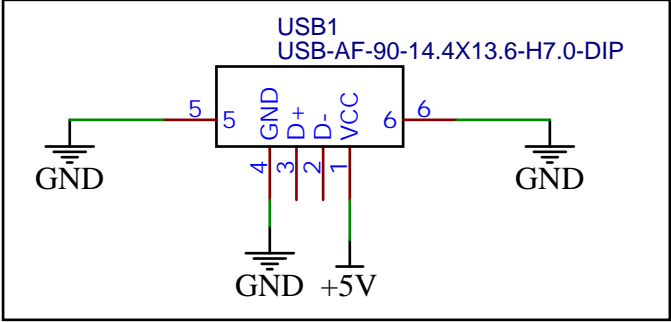 USB1
USB-AF-90-14.4X13.6-H7.0-DIP
5 5 GND D+ D- VCC 6 6
4 3 2 1
GND GND
GND +5V